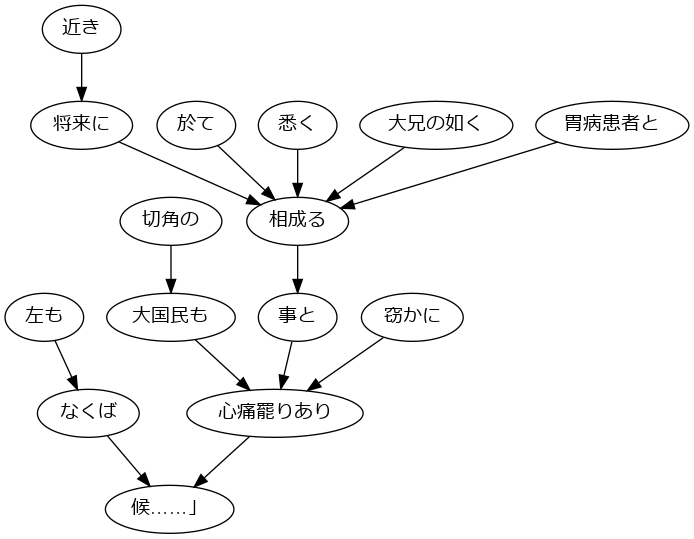 近き
将来に
於て
悉く
大兄の如く
胃病患者と
切角の
相成る
左も
大国民も
事と
窃かに
なくば
心痛罷りあり
候……」